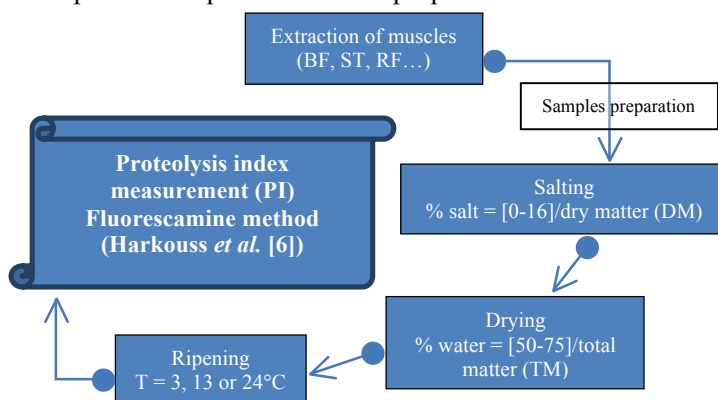 Extraction of muscles
(BF, ST, RF…)
Samples preparation
Salting
% salt = [0-16]/dry matter (DM)
Drying
% water = [50-75]/total
matter (TM)
Ripening
T = 3, 13 or 24°C
Proteolysis index
measurement (PI)
Fluorescamine method
(Harkouss et al. [6])